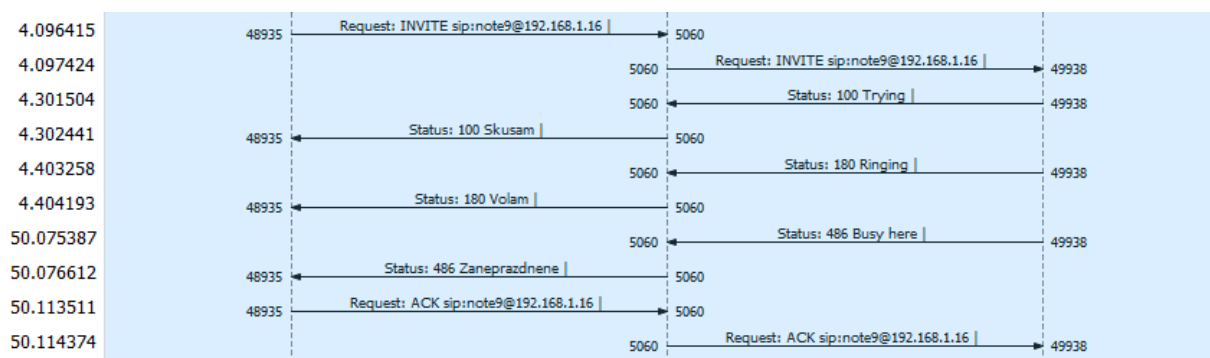 4.096415 48935 Request: INVITE sip:note9@192.168.1.16 | 5060
4.097424 5060 Request: INVITE sip:note9@192.168.1.16 | 49938
4.301504 5060 Status: 100 Trying | 49938
4.302441 48935 Status: 100 Skusam | 5060
4.403258 5060 Status: 180 Ringing | 49938
4.404193 48935 Status: 180 Volam | 5060
50.075387 5060 Status: 486 Busy here | 49938
50.076612 48935 Status: 486 Zaneprazdnene | 5060
50.113511 48935 Request: ACK sip:note9@192.168.1.16 | 5060
50.114374 5060 Request: ACK sip:note9@192.168.1.16 | 49938